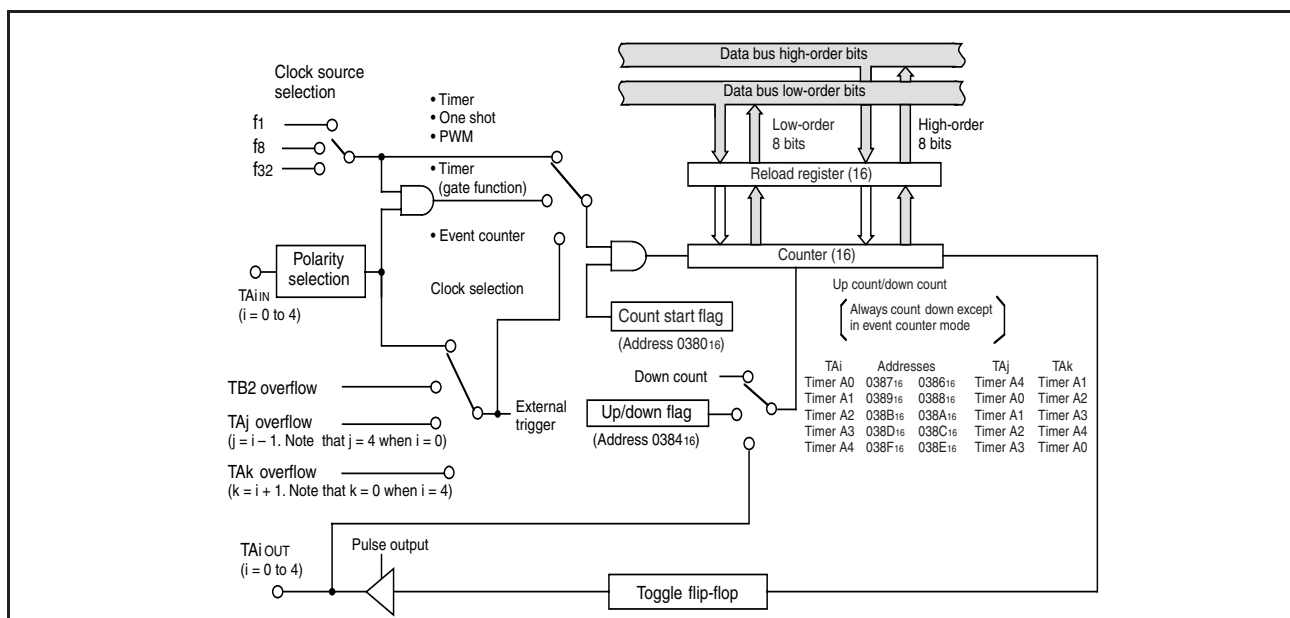 Data bus high-order bits
Data bus low-order bits
Clock source
selection
f1
f8
f32
• Timer
• One shot
• PWM
• Timer
(gate function)
• Event counter
Low-order
8 bits
High-order
8 bits
Reload register (16)
Counter (16)
Polarity
selection
TAiIN
(i = 0 to 4)
Clock selection
Up count/down count
Always count down except
in event counter mode
Count start flag
(Address 038016)
TB2 overflow
TAj overflow
(j = i – 1. Note that j = 4 when i = 0)
TAk overflow
(k = i + 1. Note that k = 0 when i = 4)
External
trigger
Down count
Up/down flag
(Address 038416)
TAi Addresses TAj TAk
Timer A0 038716 038616 Timer A4 Timer A1
Timer A1 038916 038816 Timer A0 Timer A2
Timer A2 038B16 038A16 Timer A1 Timer A3
Timer A3 038D16 038C16 Timer A2 Timer A4
Timer A4 038F16 038E16 Timer A3 Timer A0
TAiOUT
(i = 0 to 4)
Pulse output
Toggle flip-flop